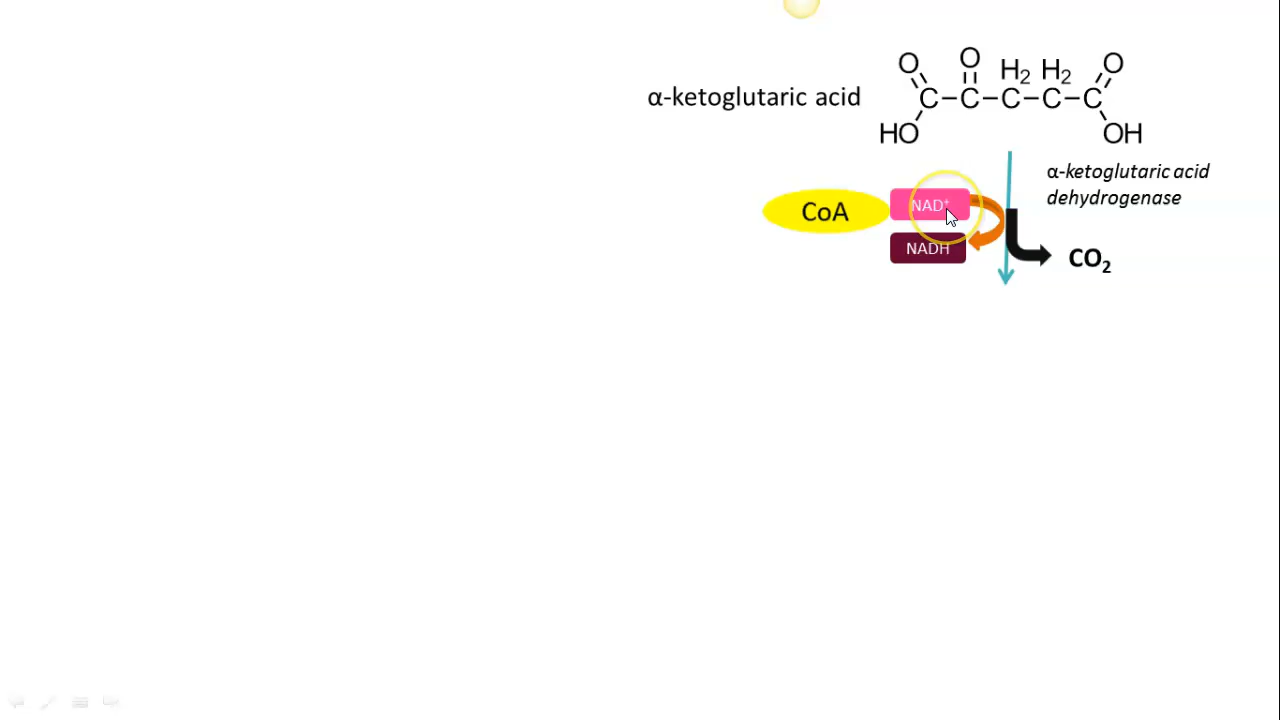 O O H₂ H₂ O
α-ketoglutaric acid C C C C C
HO OH
α-ketoglutaric acid
dehydrogenase
CoA NAD⁺
NADH
CO₂